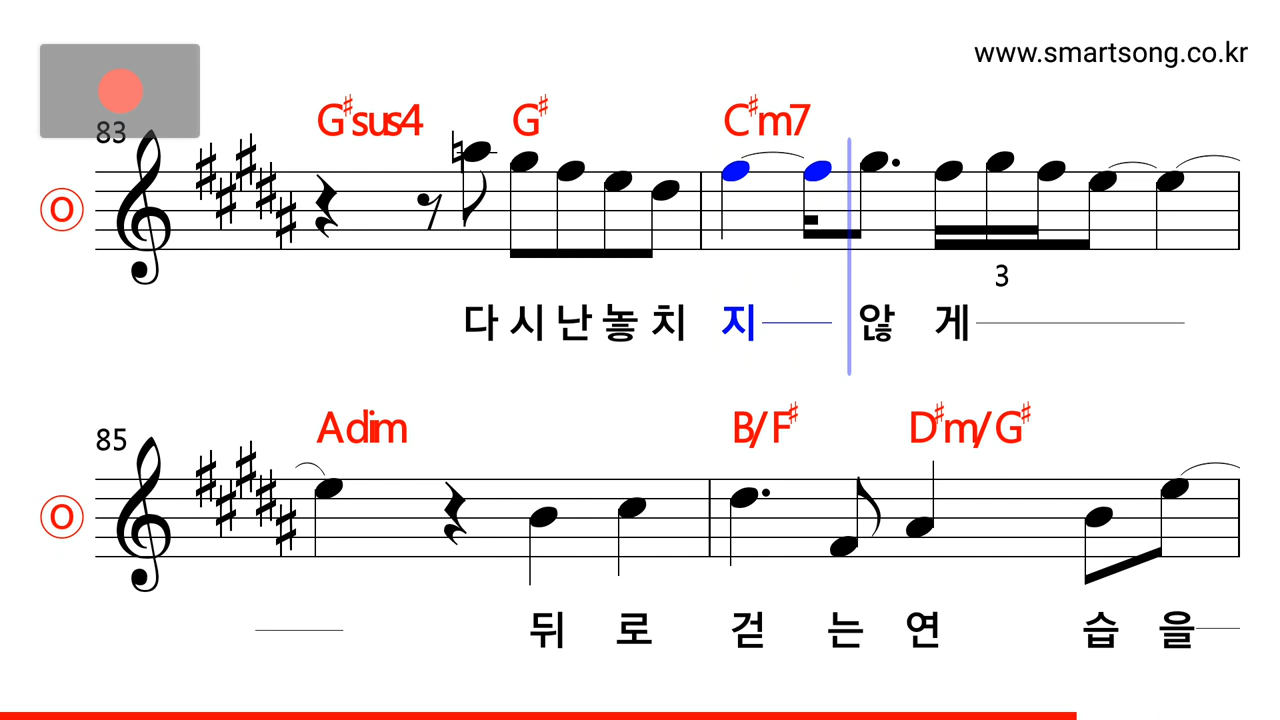 www.smartsong.co.kr
83
G♯sus4 G♯ C♯m7
O
3
다 시 난 놓 치 지 않 게
Adim B/F♯ D♯m/G♯
85
O
뒤 로 걷 는 연 습 을